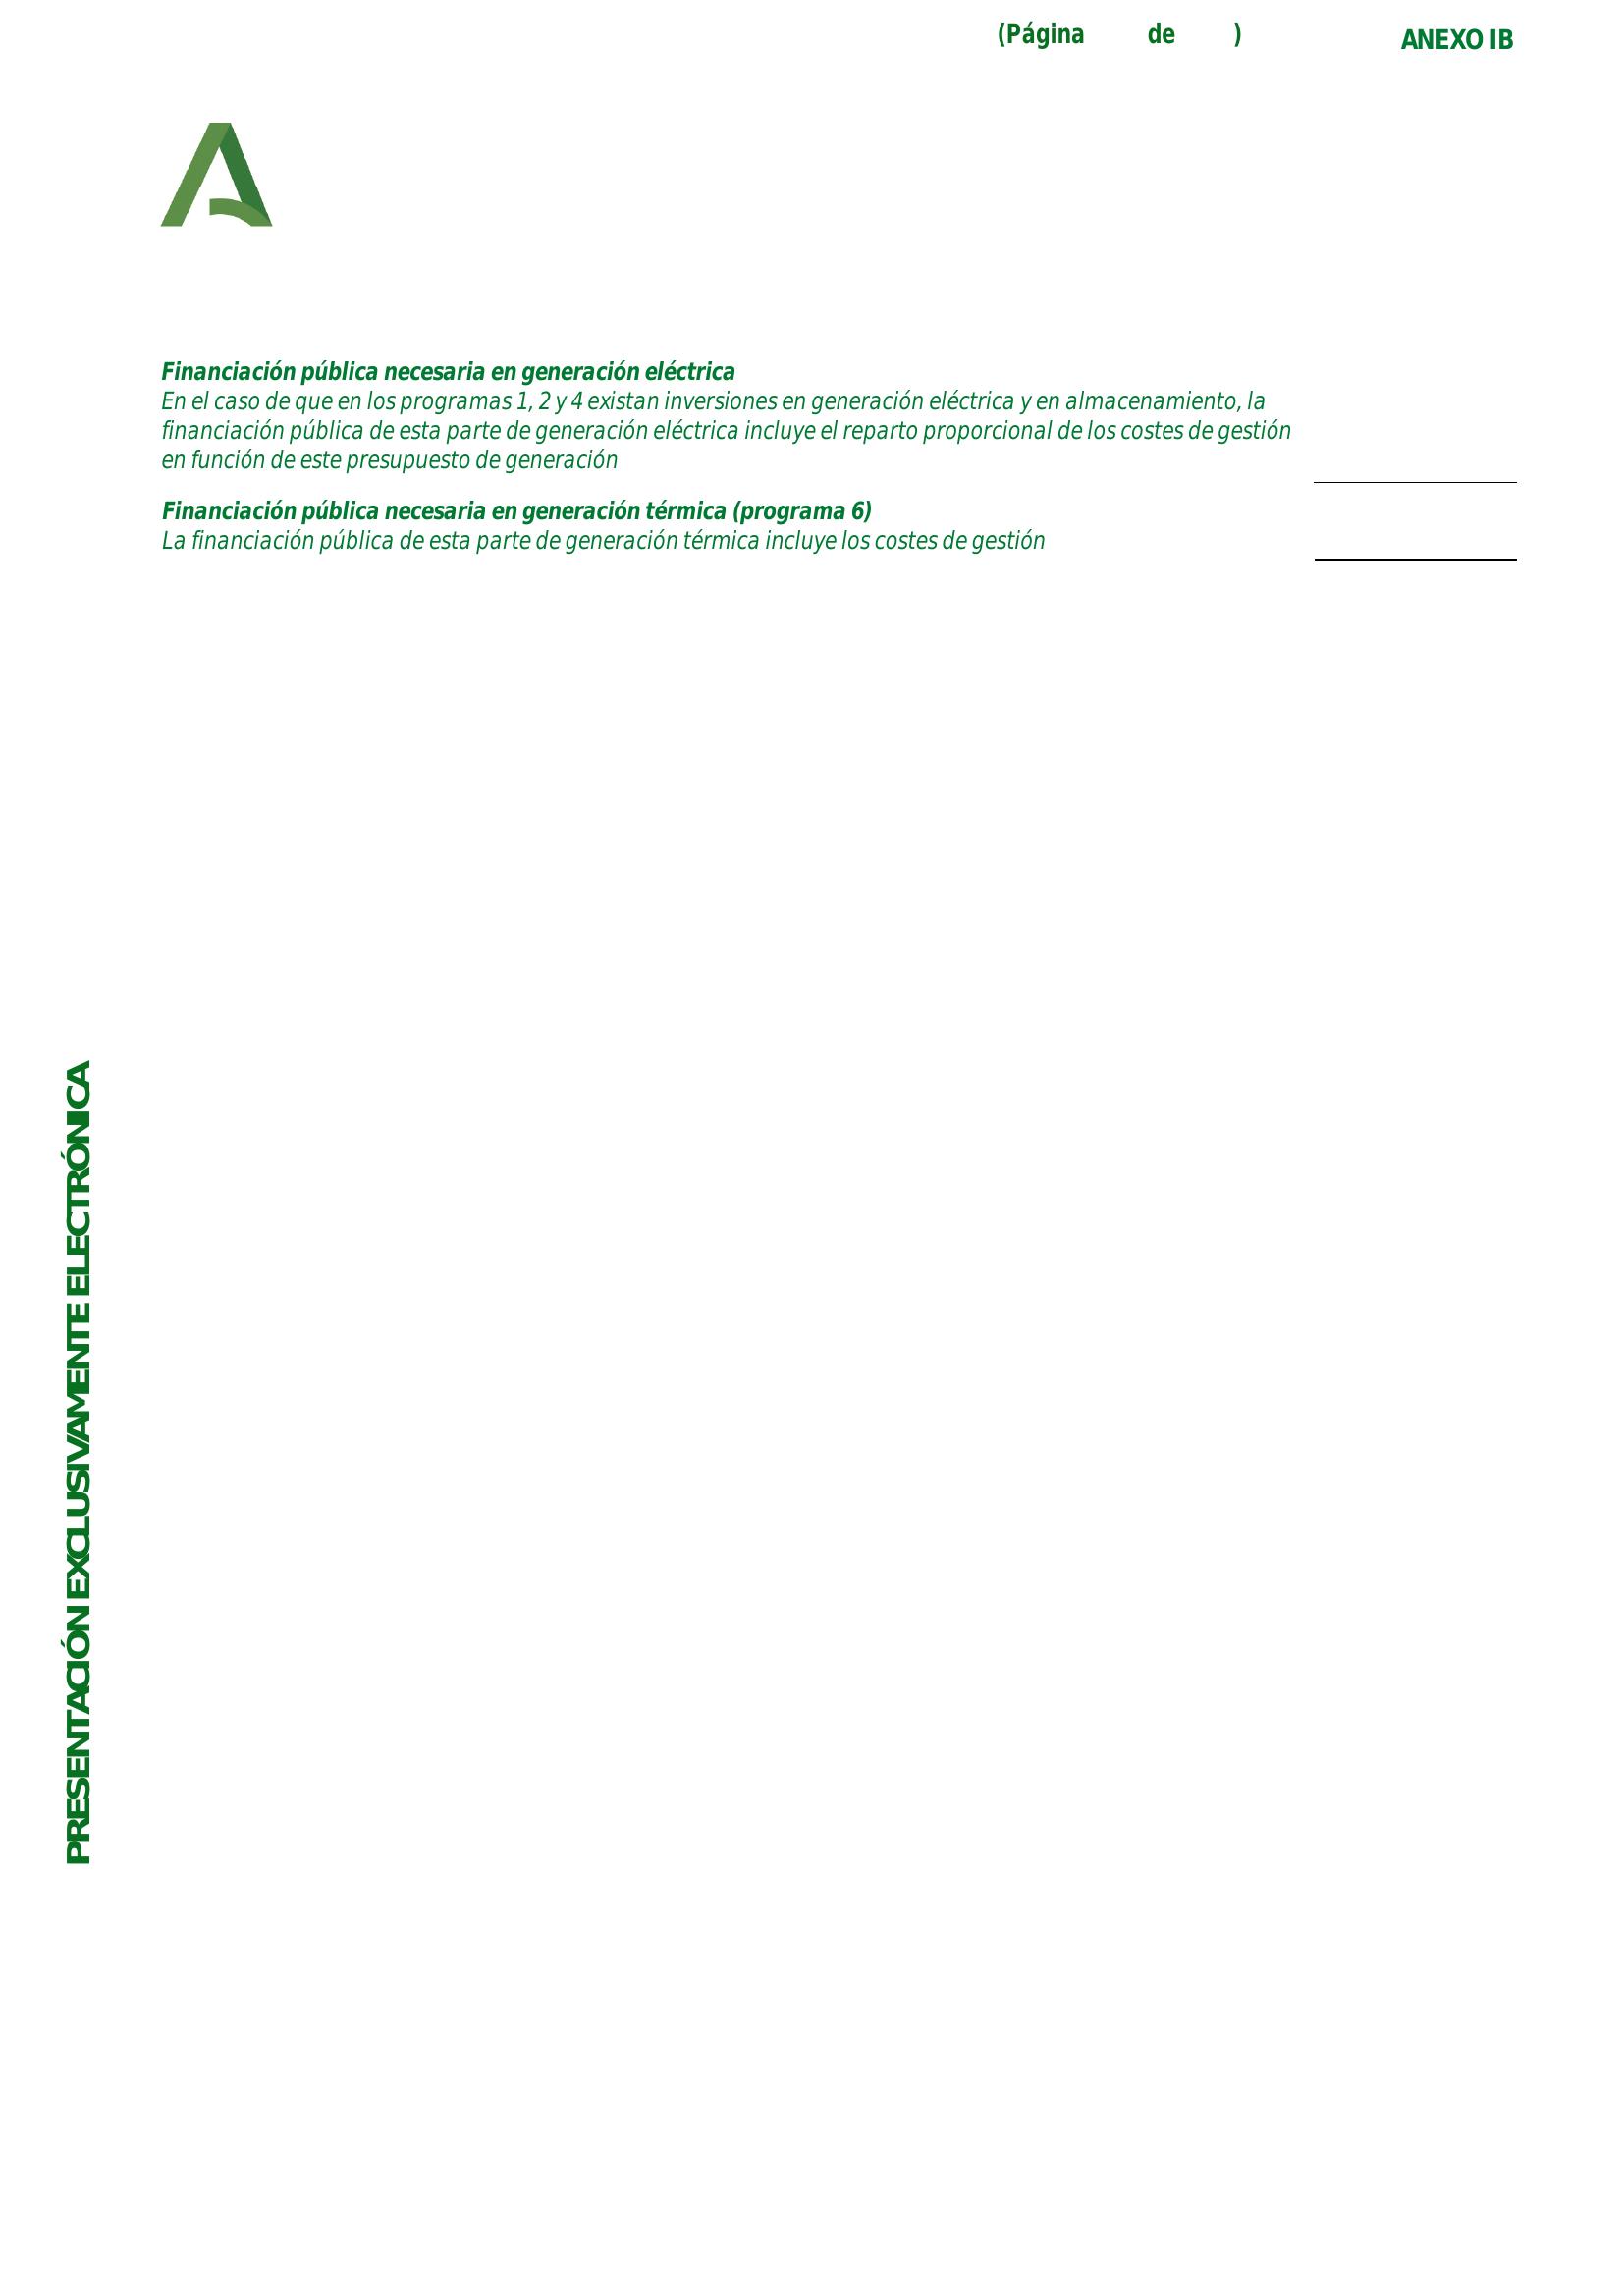 (Página de )
ANEXO IB
Financiación pública necesaria en generación eléctrica
En el caso de que en los programas 1, 2 y 4 existan inversiones en generación eléctrica y en almacenamiento, la
financiación pública de esta parte de generación eléctrica incluye el reparto proporcional de los costes de gestión
en función de este presupuesto de generación
Financiación pública necesaria en generación térmica (programa 6)
La financiación pública de esta parte de generación térmica incluye los costes de gestión
PRESENTACIÓN EXCLUSIVAMENTE ELECTRÓNICA